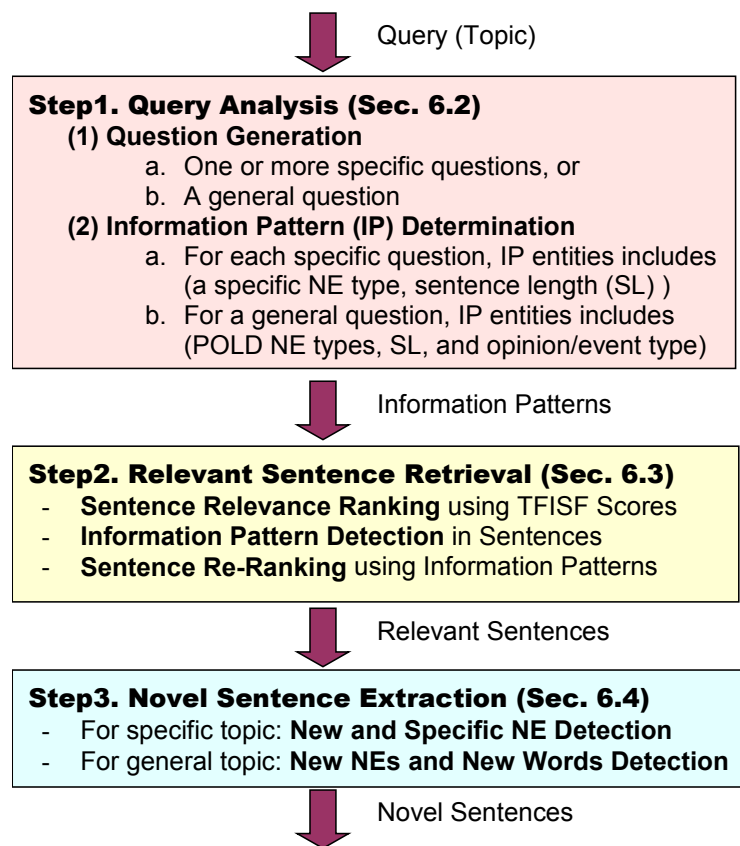 Query (Topic)
Step1. Query Analysis (Sec. 6.2)
(1) Question Generation
a. One or more specific questions, or
b. A general question
(2) Information Pattern (IP) Determination
a. For each specific question, IP entities includes
(a specific NE type, sentence length (SL) )
b. For a general question, IP entities includes
(POLD NE types, SL, and opinion/event type)
Information Patterns
Step2. Relevant Sentence Retrieval (Sec. 6.3)
- Sentence Relevance Ranking using TFISF Scores
- Information Pattern Detection in Sentences
- Sentence Re-Ranking using Information Patterns
Relevant Sentences
Step3. Novel Sentence Extraction (Sec. 6.4)
- For specific topic: New and Specific NE Detection
- For general topic: New NEs and New Words Detection
Novel Sentences